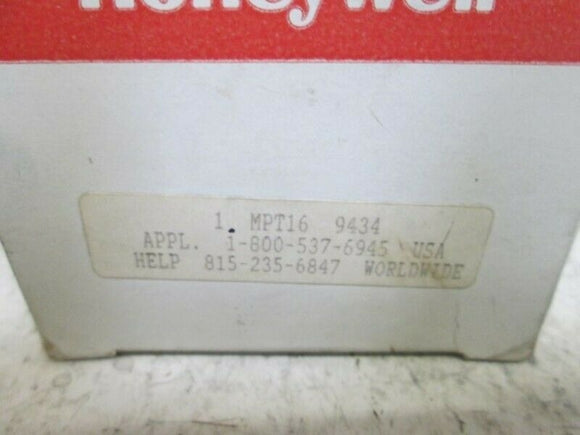 Honeywell
1 MPT16 9434
APPL. 1-800-537-6945 USA
HELP 815-235-6847 WORLDWIDE